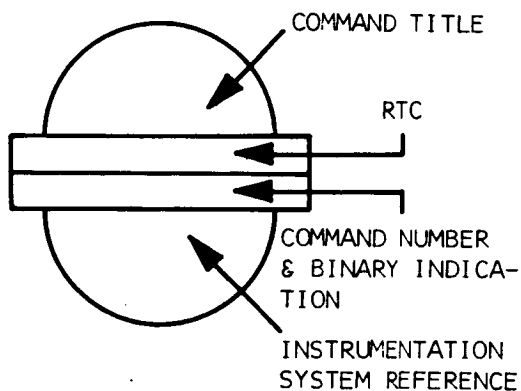 COMMAND TITLE
RTC
COMMAND NUMBER
& BINARY INDICA-
TION
INSTRUMENTATION
SYSTEM REFERENCE